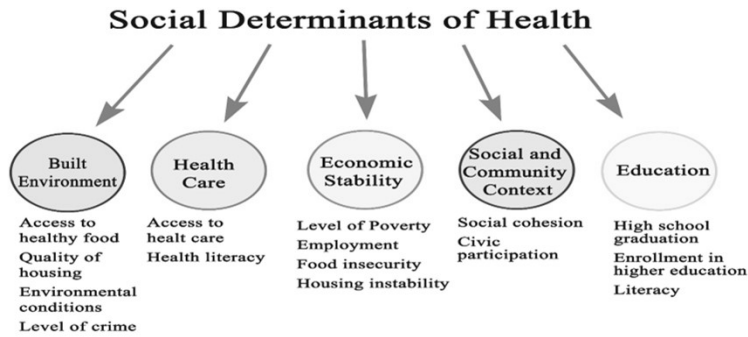 Social Determinants of Health
Built
Environment
Access to
healthy food
Quality of
housing
Environmental
conditions
Level of crime
Health
Care
Access to
healt care
Health literacy
Economic
Stability
Level of Poverty
Employment
Food insecurity
Housing instability
Social and
Community
Context
Social cohesion
Civic
participation
Education
High school
graduation
Enrollment in
higher education
Literacy